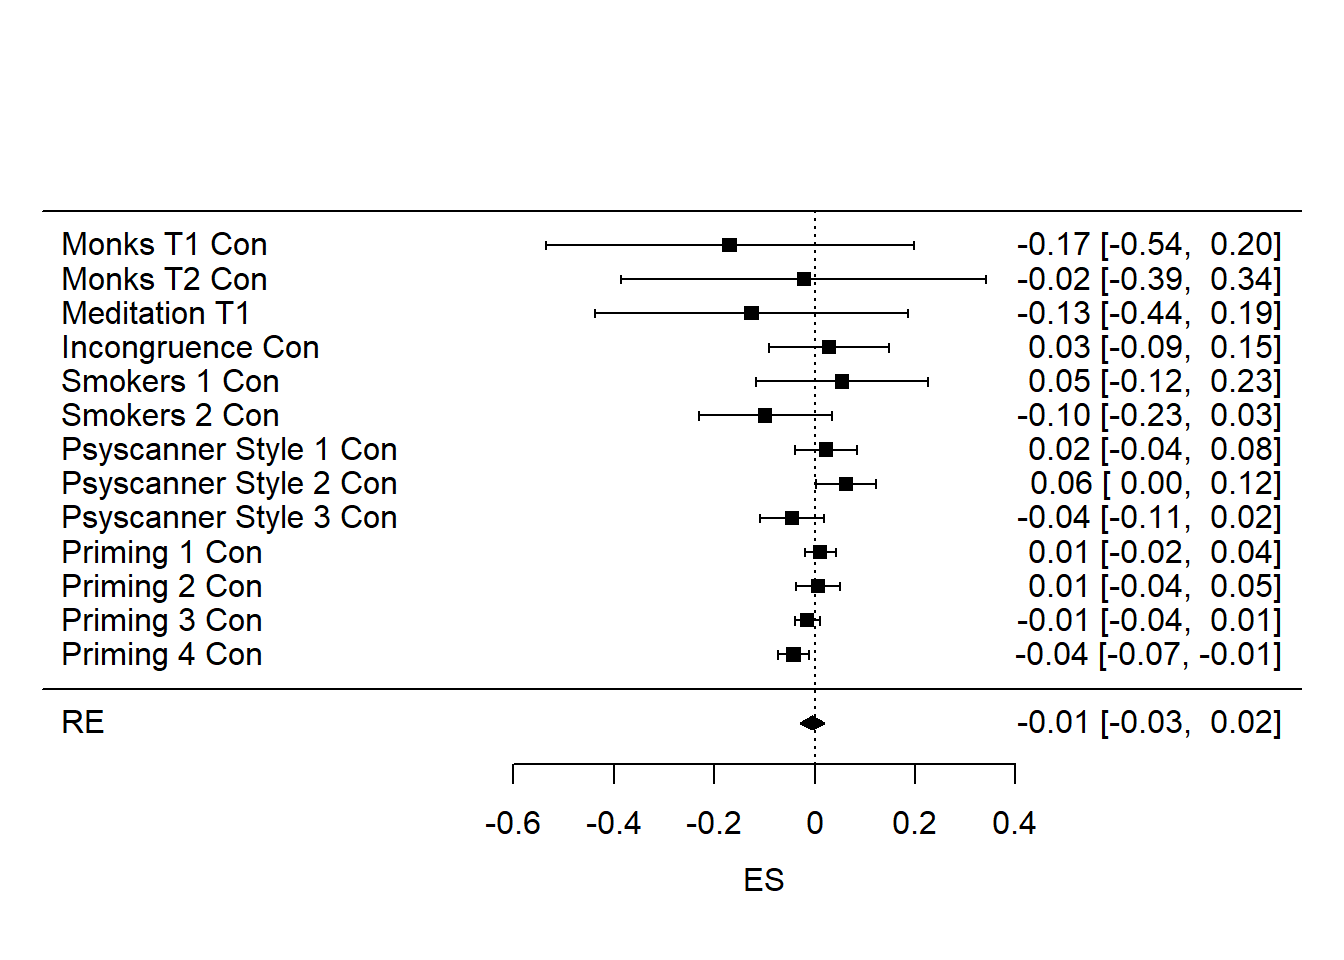 Monks T1 Con -0.17 [-0.54, 0.20]
Monks T2 Con -0.02 [-0.39, 0.34]
Meditation T1 -0.13 [-0.44, 0.19]
Incongruence Con 0.03 [-0.09, 0.15]
Smokers 1 Con 0.05 [-0.12, 0.23]
Smokers 2 Con -0.10 [-0.23, 0.03]
Psyscanner Style 1 Con 0.02 [-0.04, 0.08]
Psyscanner Style 2 Con 0.06 [ 0.00, 0.12]
Psyscanner Style 3 Con -0.04 [-0.11, 0.02]
Priming 1 Con 0.01 [-0.02, 0.04]
Priming 2 Con 0.01 [-0.04, 0.05]
Priming 3 Con -0.01 [-0.04, 0.01]
Priming 4 Con -0.04 [-0.07, -0.01]
RE -0.01 [-0.03, 0.02]
-0.6 -0.4 -0.2 0 0.2 0.4
ES